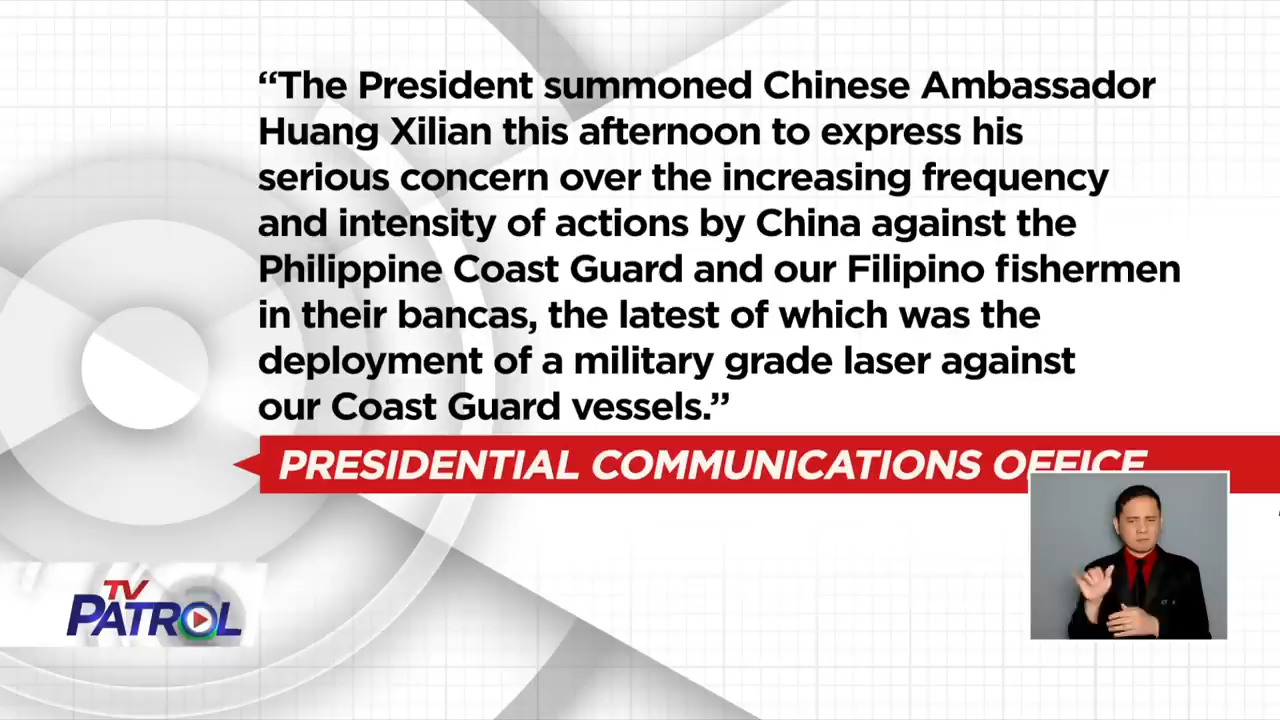 “The President summoned Chinese Ambassador
Huang Xilian this afternoon to express his
serious concern over the increasing frequency
and intensity of actions by China against the
Philippine Coast Guard and our Filipino fishermen
in their bancas, the latest of which was the
deployment of a military grade laser against
our Coast Guard vessels.”
PRESIDENTIAL COMMUNICATIONS OFFICE
TV
PATROL